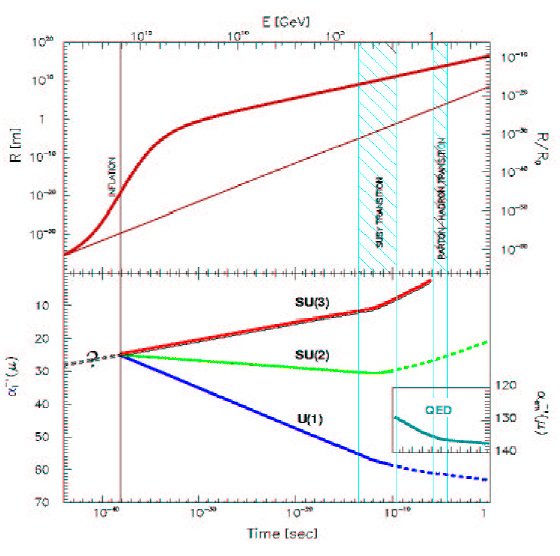 E [GeV]
10¹⁵ 10¹⁰ 10⁵ 1
R [m]
10²⁰
10¹⁰
1
10⁻¹⁰
10⁻²⁰
10⁻³⁰
INFLATION
SUSY TRANSITION
PARTON-HADRON TRANSITION
10⁻¹⁰
10⁻²⁰
10⁻³⁰
10⁻⁴⁰
10⁻⁵⁰
10⁻⁶⁰
R/R₀
αᵢ⁻¹(μ)
10
20
30
40
50
60
70
SU(3)
SU(2)
U(1)
QED
120
130
140
10⁻⁴⁰ 10⁻³⁰ 10⁻²⁰ 10⁻¹⁰ 1
Time [sec]